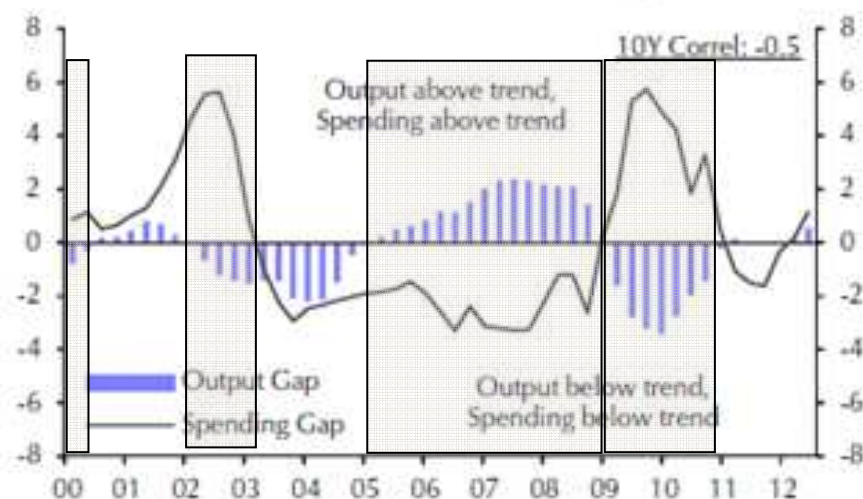 10Y Correl: -0.5
Output above trend,
Spending above trend
8 8
6 6
4 4
2 2
0 0
-2 -2
-4 -4
-6 -6
-8 -8
Output Gap
Spending Gap
Output below trend,
Spending below trend
00 01 02 03 04 05 06 07 08 09 10 11 12